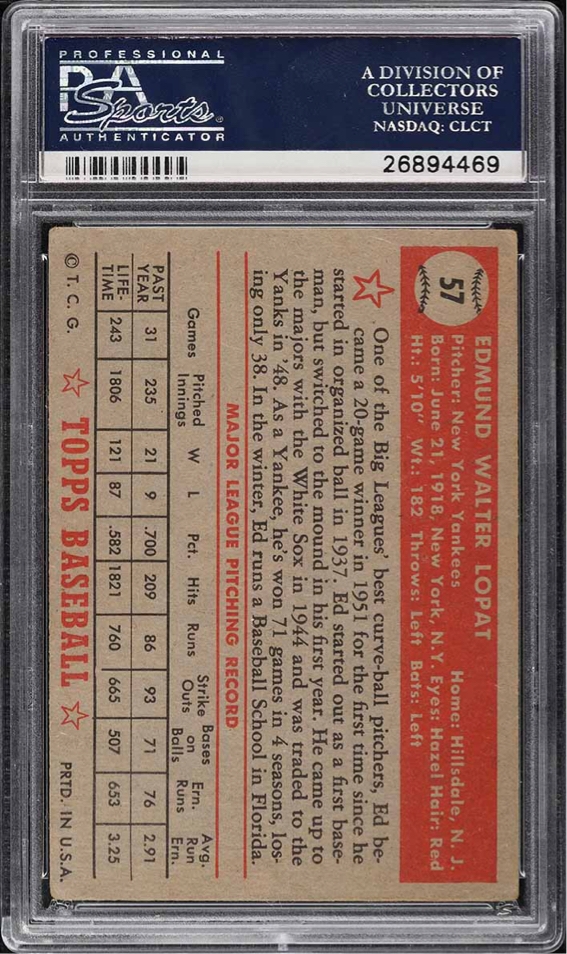 PROFESSIONAL
PSA
Sports
AUTHENTICATOR
A DIVISION OF
COLLECTORS
UNIVERSE
NASDAQ: CLCT
26894469
57
EDMUND WALTER LOPAT
Pitcher: New York Yankees Home: Hillsdale, N. J.
Born: June 21, 1918, New York, N.Y. Eyes: Hazel Hair: Red
Ht.: 5'10" Wt.: 182 Throws: Left Bats: Left
One of the Big Leagues' best curve-ball pitchers, Ed be-
came a 20-game winner in 1951 for the first time since he
started in organized ball in 1937. Ed started out as a first base-
man, but switched to the mound in his first year. He came up to
the majors with the White Sox in 1944 and was traded to the
Yanks in '48. As a Yankee, he's won 71 games in 4 seasons, los-
ing only 38. In the winter, Ed runs a Baseball School in Florida.
MAJOR LEAGUE PITCHING RECORD
Games Pitched Innings W L Pct. Hits Runs Strike Outs Bases on Balls Ern. Runs Avg. Run Ern.
PAST YEAR 31 235 21 9 .700 209 86 93 71 76 2.91
LIFE-TIME 243 1806 121 87 .582 1821 760 665 507 653 3.25
© T. C. G. TOPPS BASEBALL PRTD. IN U.S.A.